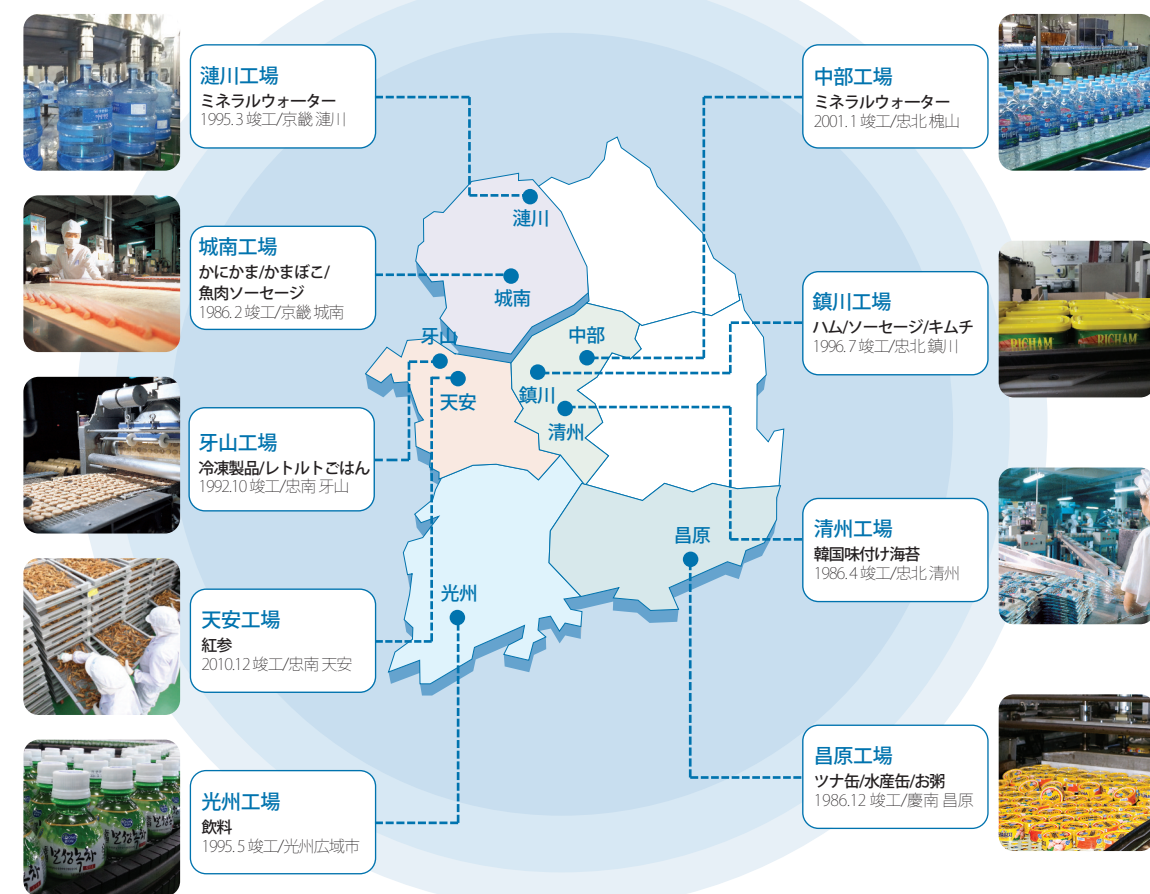 漣川工場
ミネラルウォーター
1995.3 竣工/京畿 漣川
城南工場
かにかま/かまぼこ/
魚肉ソーセージ
1986.2 竣工/京畿 城南
牙山工場
冷凍製品/レトルトごはん
1992.10 竣工/忠南 牙山
天安工場
紅参
2010.12 竣工/忠南 天安
光州工場
飲料
1995.5 竣工/光州広域市
漣川
城南
牙山
天安
中部
鎮川
清州
昌原
光州
中部工場
ミネラルウォーター
2001.1 竣工/忠北 槐山
鎮川工場
ハム/ソーセージ/キムチ
1996.7 竣工/忠北 鎮川
清州工場
韓国味付け海苔
1986.4 竣工/忠北 清州
昌原工場
ツナ缶/水産缶/お粥
1986.12 竣工/慶南 昌原
RICHAM
RICHAM
보성녹차
보성녹차